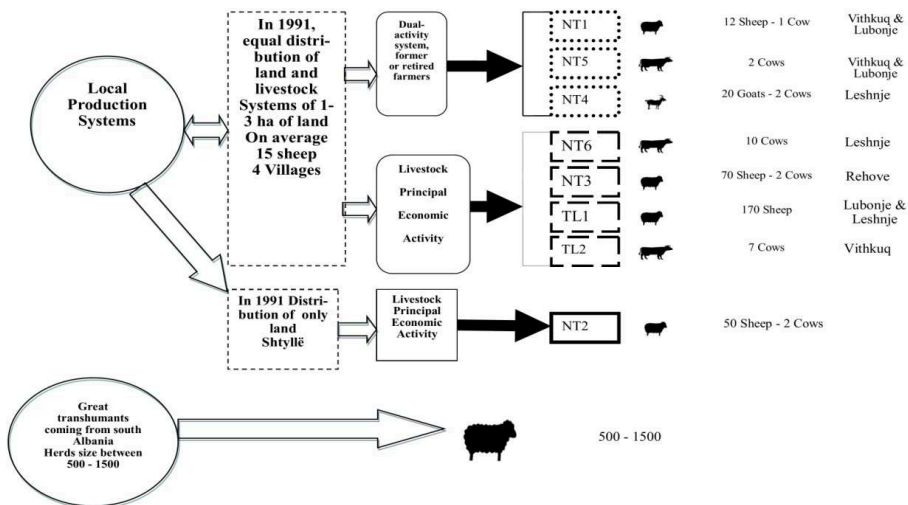 Local
Production
Systems
In 1991,
equal distri-
bution of
land and
livestock
Systems of 1-
3 ha of land
On average
15 sheep
4 Villages
Dual-
activity system,
former
or retired
farmers
NT1
12 Sheep - 1 Cow
Vithkuq &
Lubonje
NT5
2 Cows
Vithkuq &
Lubonje
NT4
20 Goats - 2 Cows
Leshnje
Livestock
Principal
Economic
Activity
NT6
10 Cows
Leshnje
NT3
70 Sheep - 2 Cows
Rehove
TL1
170 Sheep
Lubonje &
Leshnje
TL2
7 Cows
Vithkuq
In 1991 Distri-
bution of only
land
Shtyllë
Livestock
Principal
Economic
Activity
NT2
50 Sheep - 2 Cows
Great
transhumants
coming from south
Albania
Herds size between
500 - 1500
500 - 1500